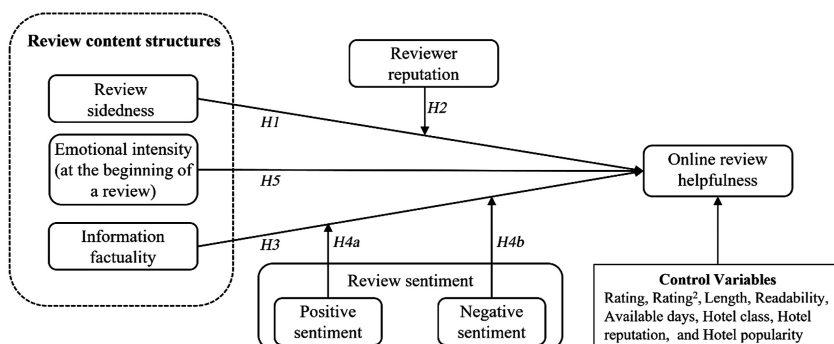 Review content structures
Review
sidedness
Emotional intensity
(at the beginning of
a review)
Information
factuality
H1
H5
H3
Reviewer
reputation
H2
H4a
H4b
Review sentiment
Positive
sentiment
Negative
sentiment
Online review
helpfulness
Control Variables
Rating, Rating², Length, Readability,
Available days, Hotel class, Hotel
reputation, and Hotel popularity